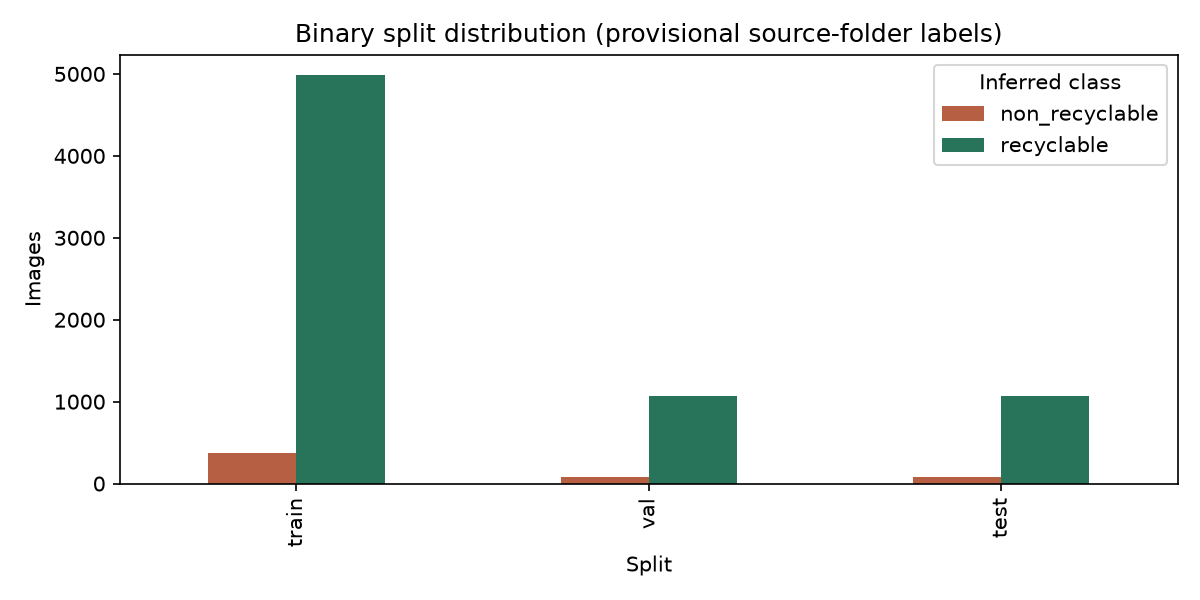 Binary split distribution (provisional source-folder labels)
Inferred class
non_recyclable
recyclable
5000
4000
3000
2000
1000
0
Images
train
val
test
Split